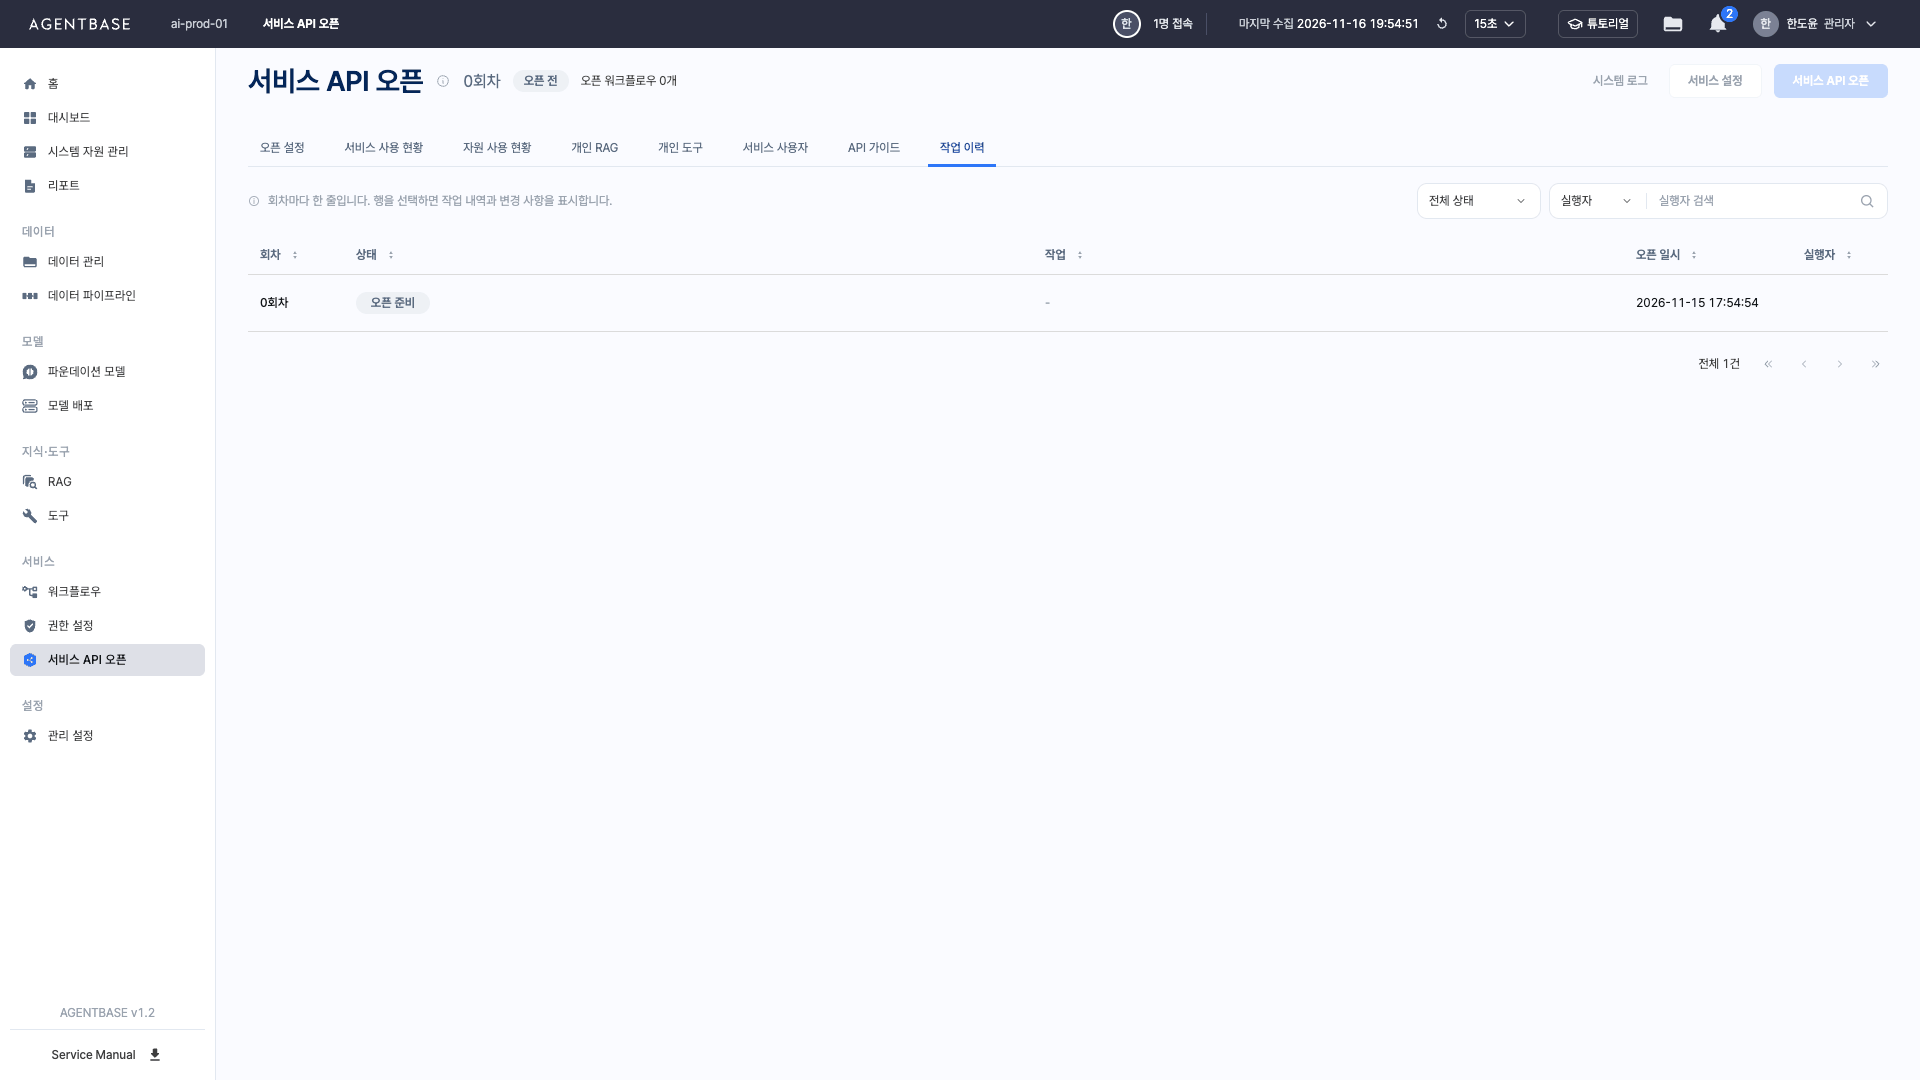 AGENTBASE
ai-prod-01
서비스 API 오픈
한
1명 접속
마지막 수집 2026-11-16 19:54:51
15초
튜토리얼
2
한
한도윤 관리자
홈
대시보드
시스템 자원 관리
리포트
데이터
데이터 관리
데이터 파이프라인
모델
파운데이션 모델
모델 배포
지식·도구
RAG
도구
서비스
워크플로우
권한 설정
서비스 API 오픈
설정
관리 설정
AGENTBASE v1.2
Service Manual
서비스 API 오픈
0회차
오픈 전
오픈 워크플로우 0개
시스템 로그
서비스 설정
서비스 API 오픈
오픈 설정
서비스 사용 현황
자원 사용 현황
개인 RAG
개인 도구
서비스 사용자
API 가이드
작업 이력
회차마다 한 줄입니다. 행을 선택하면 작업 내역과 변경 사항을 표시합니다.
전체 상태
실행자
실행자 검색
회차
상태
작업
오픈 일시
실행자
0회차
오픈 준비
-
2026-11-15 17:54:54
전체 1건